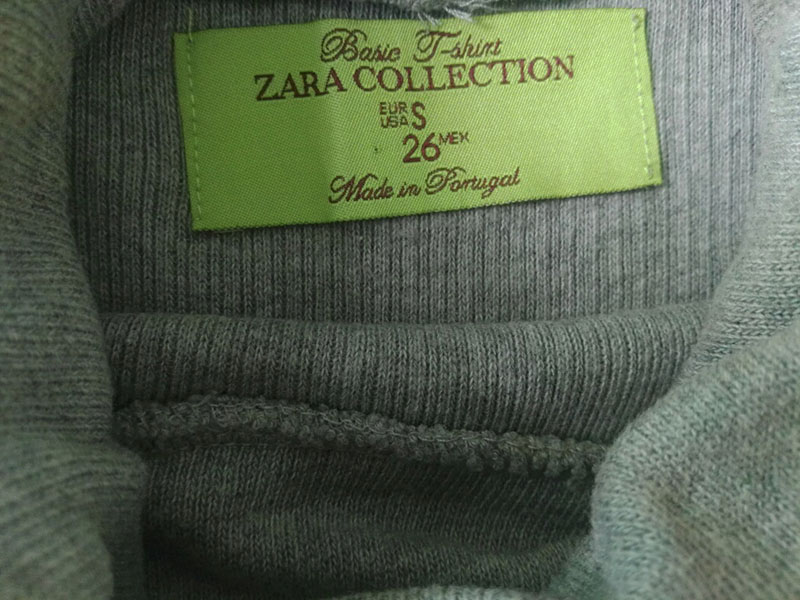 Basic T-shirt
ZARA COLLECTION
EUR
USA S
26 MEX
Made in Portugal